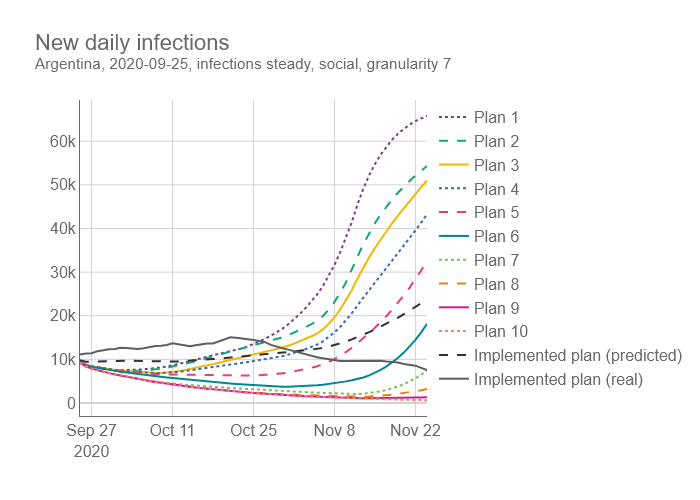 New daily infections
Argentina, 2020-09-25, infections steady, social, granularity 7
60k
50k
40k
30k
20k
10k
0
Sep 27
2020
Oct 11
Oct 25
Nov 8
Nov 22
Plan 1
Plan 2
Plan 3
Plan 4
Plan 5
Plan 6
Plan 7
Plan 8
Plan 9
Plan 10
Implemented plan (predicted)
Implemented plan (real)